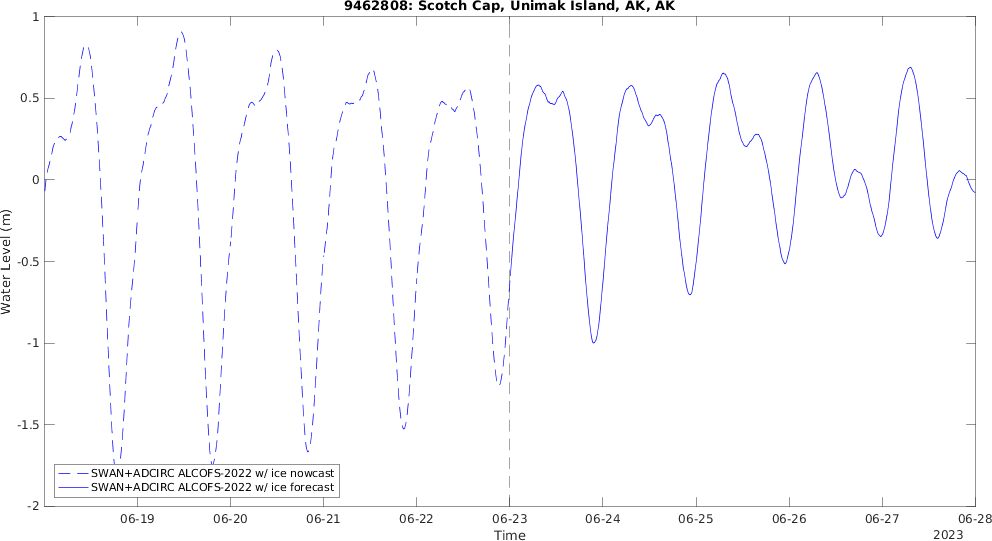 9462808: Scotch Cap, Unimak Island, AK, AK
Water Level (m)
1
0.5
0
-0.5
-1
-1.5
-2
SWAN+ADCIRC ALCOFS-2022 w/ ice nowcast
SWAN+ADCIRC ALCOFS-2022 w/ ice forecast
06-19 06-20 06-21 06-22 06-23 06-24 06-25 06-26 06-27 06-28
Time
2023